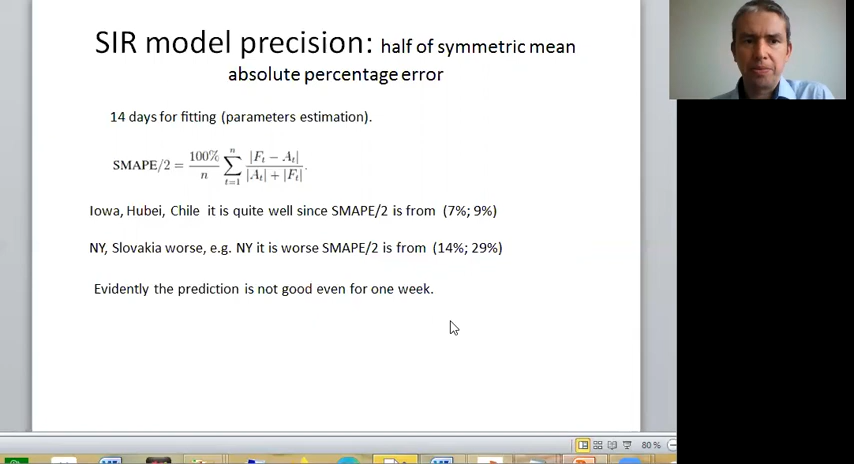 SIR model precision: half of symmetric mean
absolute percentage error
14 days for fitting (parameters estimation).
SMAPE/2 = 100%/n ∑_{t=1}^{n} |F_t − A_t| / (|A_t| + |F_t|).
Iowa, Hubei, Chile it is quite well since SMAPE/2 is from (7%; 9%)
NY, Slovakia worse, e.g. NY it is worse SMAPE/2 is from (14%; 29%)
Evidently the prediction is not good even for one week.
80 %